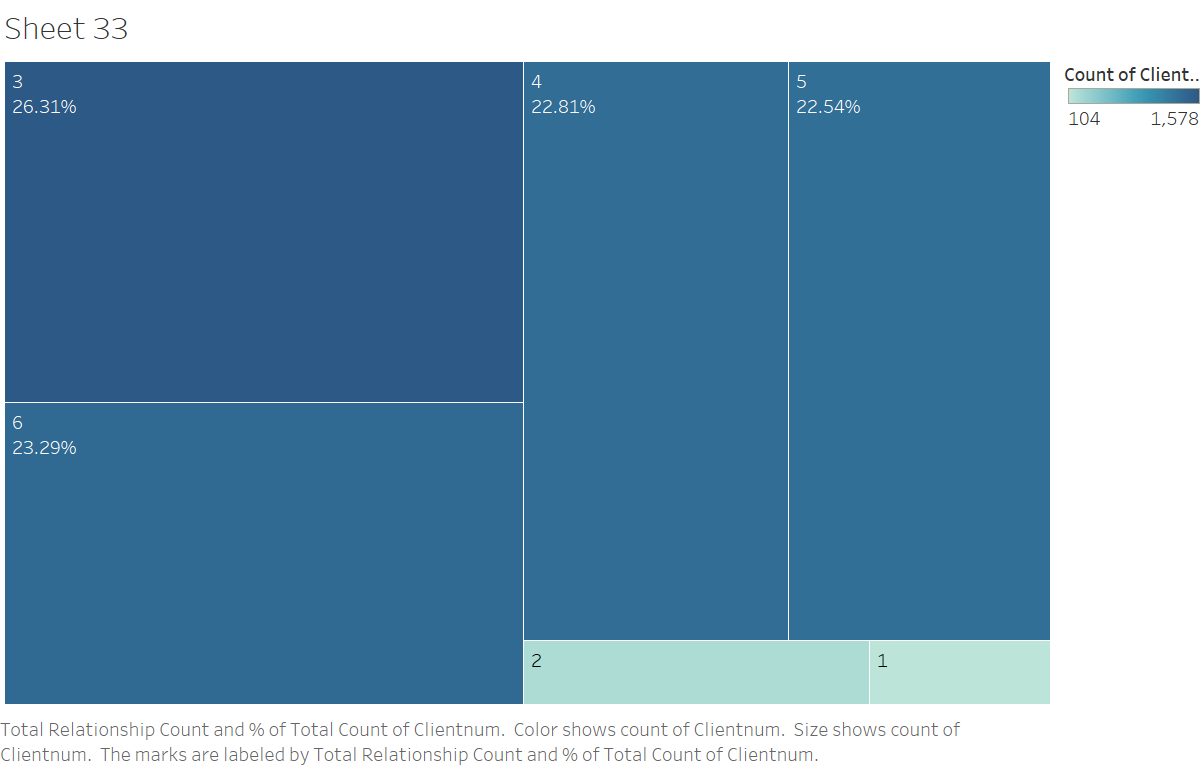 Sheet 33
3
26.31%
4
22.81%
5
22.54%
Count of Client..
104 1,578
6
23.29%
2
1
Total Relationship Count and % of Total Count of Clientnum.  Color shows count of Clientnum.  Size shows count of
Clientnum.  The marks are labeled by Total Relationship Count and % of Total Count of Clientnum.